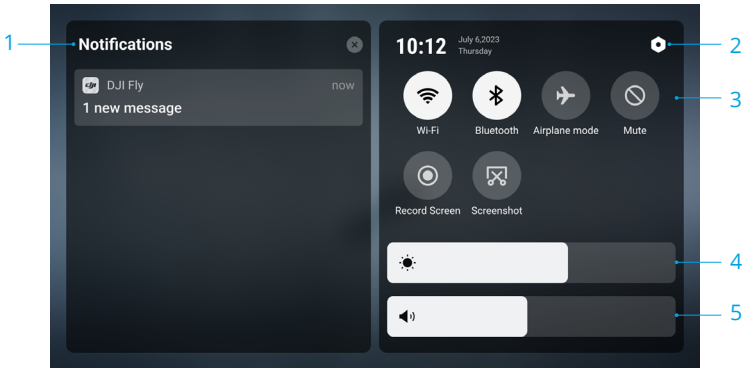 1
Notifications
dji DJI Fly now
1 new message
10:12
July 6,2023
Thursday
2
Wi-Fi Bluetooth Airplane mode Mute
3
Record Screen Screenshot
4
5